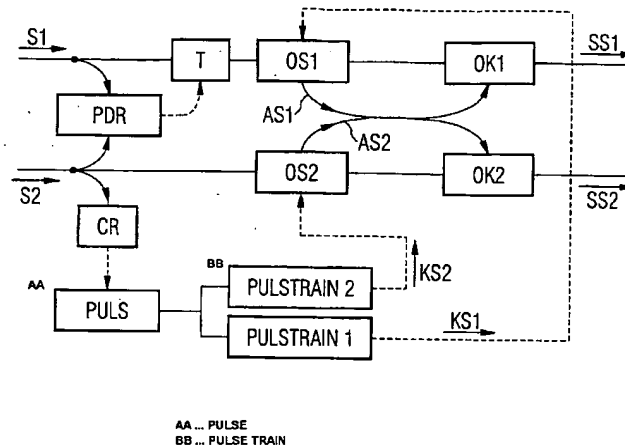 S1
T
OS1
OK1
SS1
PDR
AS1
AS2
S2
OS2
OK2
SS2
CR
KS2
AA
PULS
BB
PULSTRAIN 2
PULSTRAIN 1
KS1
AA ... PULSE
BB ... PULSE TRAIN